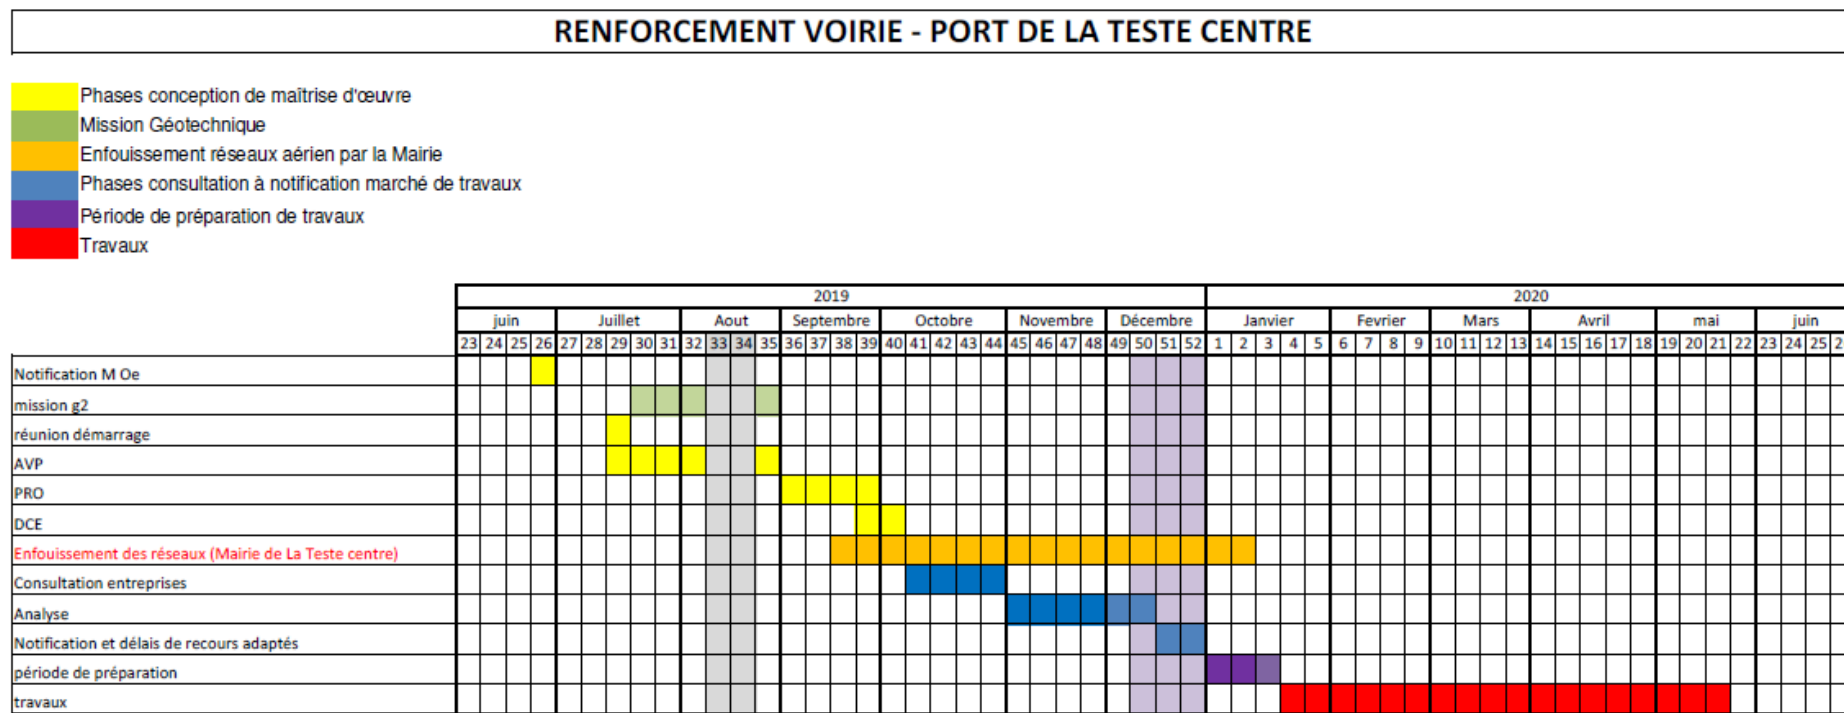 RENFORCEMENT VOIRIE - PORT DE LA TESTE CENTRE
Phases conception de maîtrise d'œuvre
Mission Géotechnique
Enfouissement réseaux aérien par la Mairie
Phases consultation à notification marché de travaux
Période de préparation de travaux
Travaux
2019 2020
juin Juillet Aout Septembre Octobre Novembre Décembre Janvier Fevrier Mars Avril mai juin
23 24 25 26 27 28 29 30 31 32 33 34 35 36 37 38 39 40 41 42 43 44 45 46 47 48 49 50 51 52 1 2 3 4 5 6 7 8 9 10 11 12 13 14 15 16 17 18 19 20 21 22 23 24 25 2
Notification M Oe
mission g2
réunion démarrage
AVP
PRO
DCE
Enfouissement des réseaux (Mairie de La Teste centre)
Consultation entreprises
Analyse
Notification et délais de recours adaptés
période de préparation
travaux